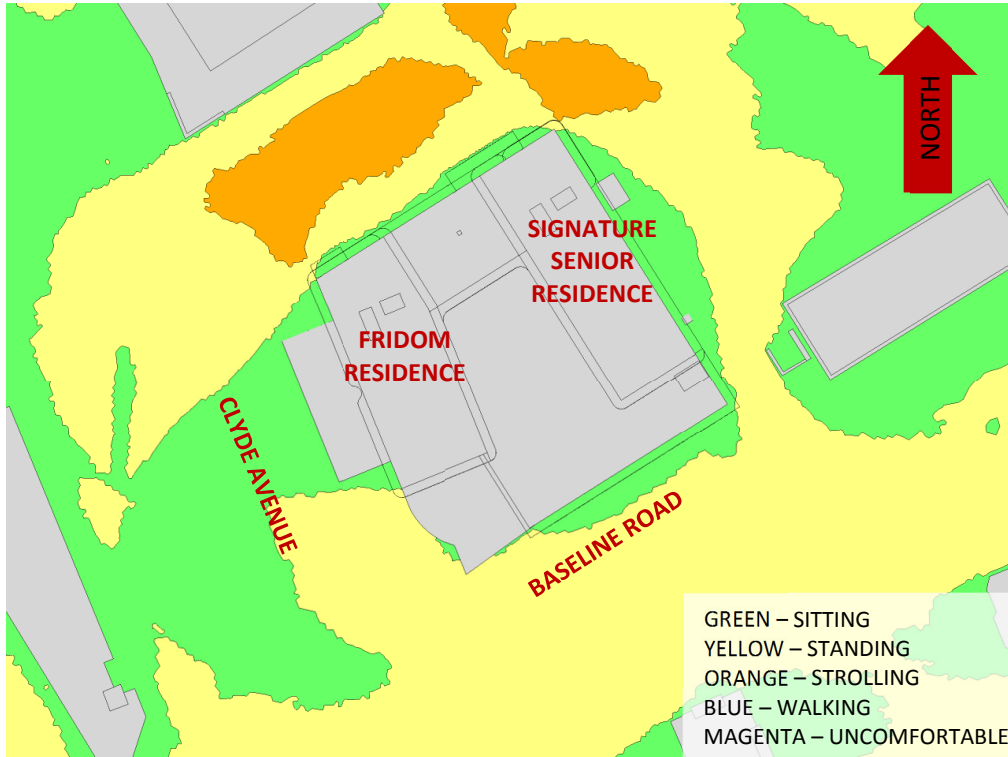 NORTH
SIGNATURE
SENIOR
RESIDENCE
FRIDOM
RESIDENCE
CLYDE AVENUE
BASELINE ROAD
GREEN – SITTING
YELLOW – STANDING
ORANGE – STROLLING
BLUE – WALKING
MAGENTA – UNCOMFORTABLE